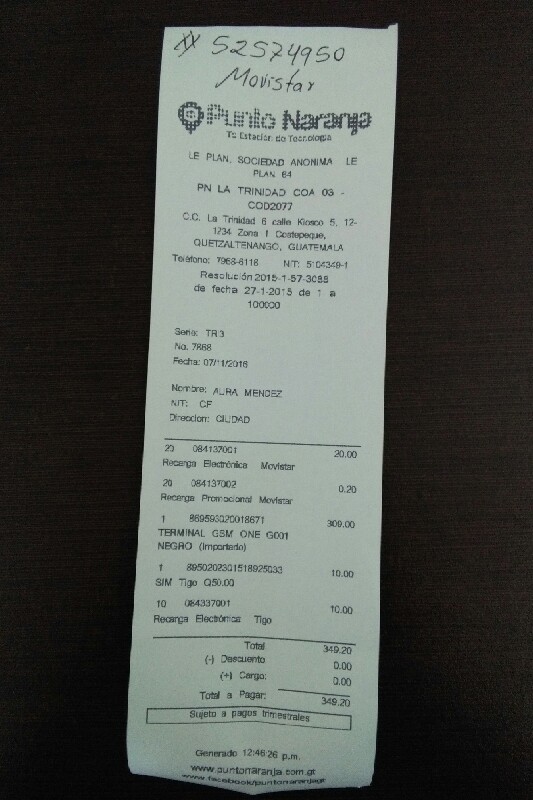 52574950
Movistar
Punto Naranja
Tu Estación de Tecnología
LE PLAN, SOCIEDAD ANONIMA LE
PLAN 64
PN LA TRINIDAD COA 03 -
COD2077
C.C. La Trinidad 6 calle Kiosco 5, 12-
1234 Zona 1 Coatepeque,
QUETZALTENANGO, GUATEMALA
Teléfono: 7968-6116 NIT: 5104349-1
Resolución 2015-1-57-3088
de fecha 27-1-2015 de 1 a
100000
Serie: TR3
No. 7868
Fecha: 07/11/2016
Nombre: AURA MENDEZ
NIT: CF
Direccion: CIUDAD
20 084137001 20.00
Recarga Electrónica Movistar
20 084137002 0.20
Recarga Promocional Movistar
1 869593020018671 309.00
TERMINAL GSM ONE G001
NEGRO (Importado)
1 8950202301518925033 10.00
SIM Tigo Q50.00
10 084337001 10.00
Recarga Electrónica Tigo
Total 349.20
(-) Descuento 0.00
(+) Cargo: 0.00
Total a Pagar: 349.20
Sujeto a pagos trimestrales
Generado 12:46:26 p.m.
www.puntonaranja.com.gt
www.facebook/puntonaranjagt